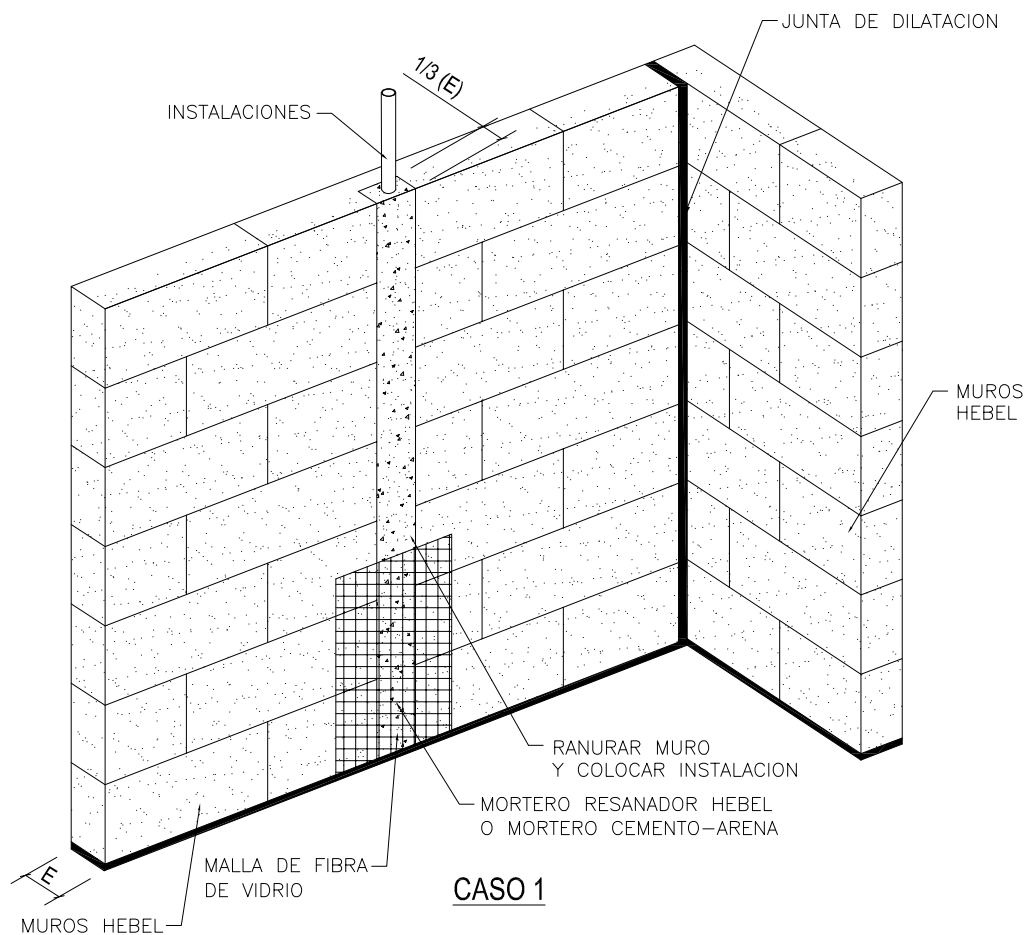 JUNTA DE DILATACION
1/3 (E)
INSTALACIONES
MUROS
HEBEL
RANURAR MURO
Y COLOCAR INSTALACION
MORTERO RESANADOR HEBEL
O MORTERO CEMENTO-ARENA
MALLA DE FIBRA
DE VIDRIO
E
CASO 1
MUROS HEBEL